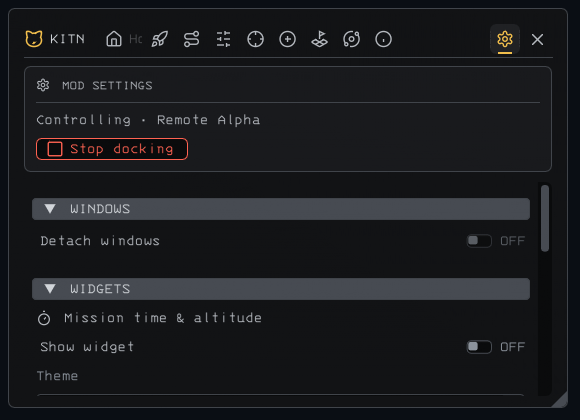 KITN
MOD SETTINGS
Controlling · Remote Alpha
Stop docking
WINDOWS
Detach windows OFF
WIDGETS
Mission time & altitude
Show widget OFF
Theme